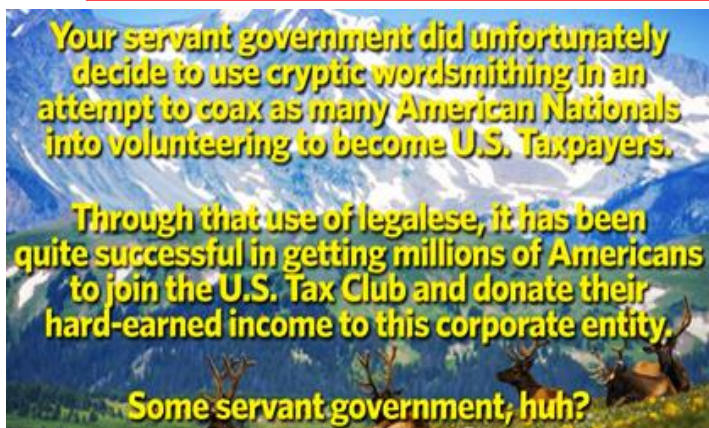 Your servant government did unfortunately
decide to use cryptic wordsmithing in an
attempt to coax as many American Nationals
into volunteering to become U.S. Taxpayers.
Through that use of legalese, it has been
quite successful in getting millions of Americans
to join the U.S. Tax Club and donate their
hard-earned income to this corporate entity.
Some servant government, huh?